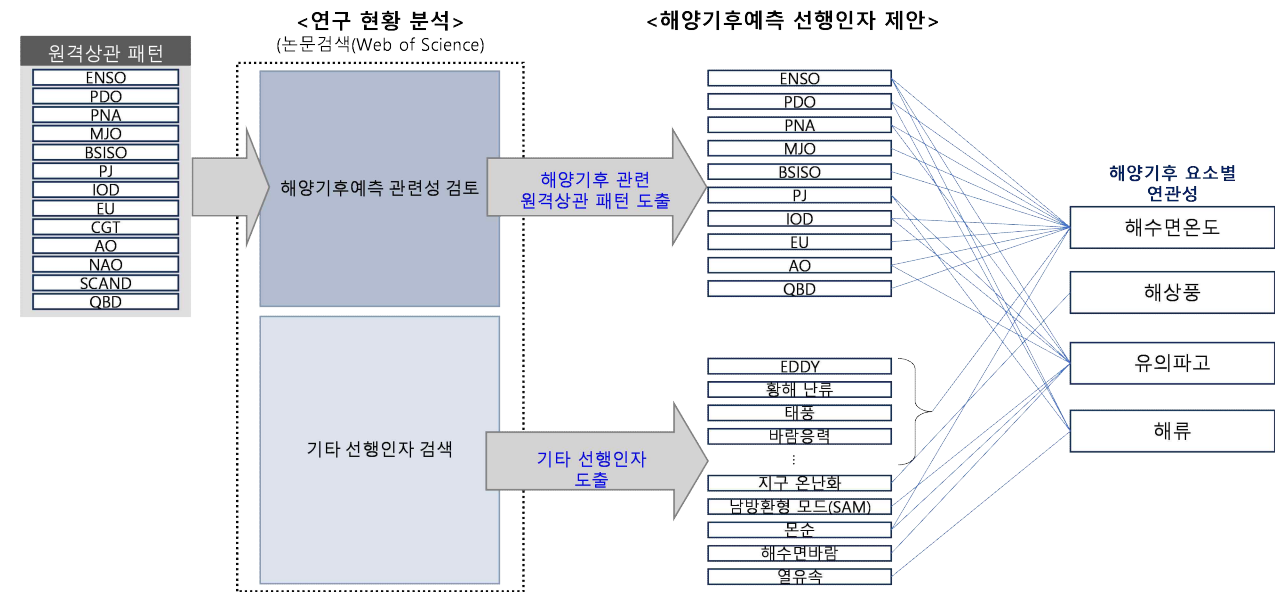 <연구 현황 분석>
(논문검색(Web of Science)
<해양기후예측 선행인자 제안>
원격상관 패턴
ENSO
PDO
PNA
MJO
BSISO
PJ
IOD
EU
CGT
AO
NAO
SCAND
QBD
해양기후예측 관련성 검토
기타 선행인자 검색
해양기후 관련
원격상관 패턴 도출
기타 선행인자
도출
ENSO
PDO
PNA
MJO
BSISO
PJ
IOD
EU
AO
QBD
EDDY
황해 난류
태풍
바람응력
⋮
지구 온난화
남방환형 모드(SAM)
몬순
해수면바람
열유속
해양기후 요소별
연관성
해수면온도
해상풍
유의파고
해류